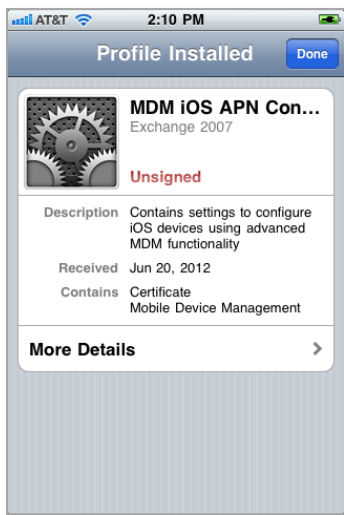 AT&T 2:10 PM
Profile Installed Done
MDM iOS APN Con...
Exchange 2007
Unsigned
Description Contains settings to configure
iOS devices using advanced
MDM functionality
Received Jun 20, 2012
Contains Certificate
Mobile Device Management
More Details